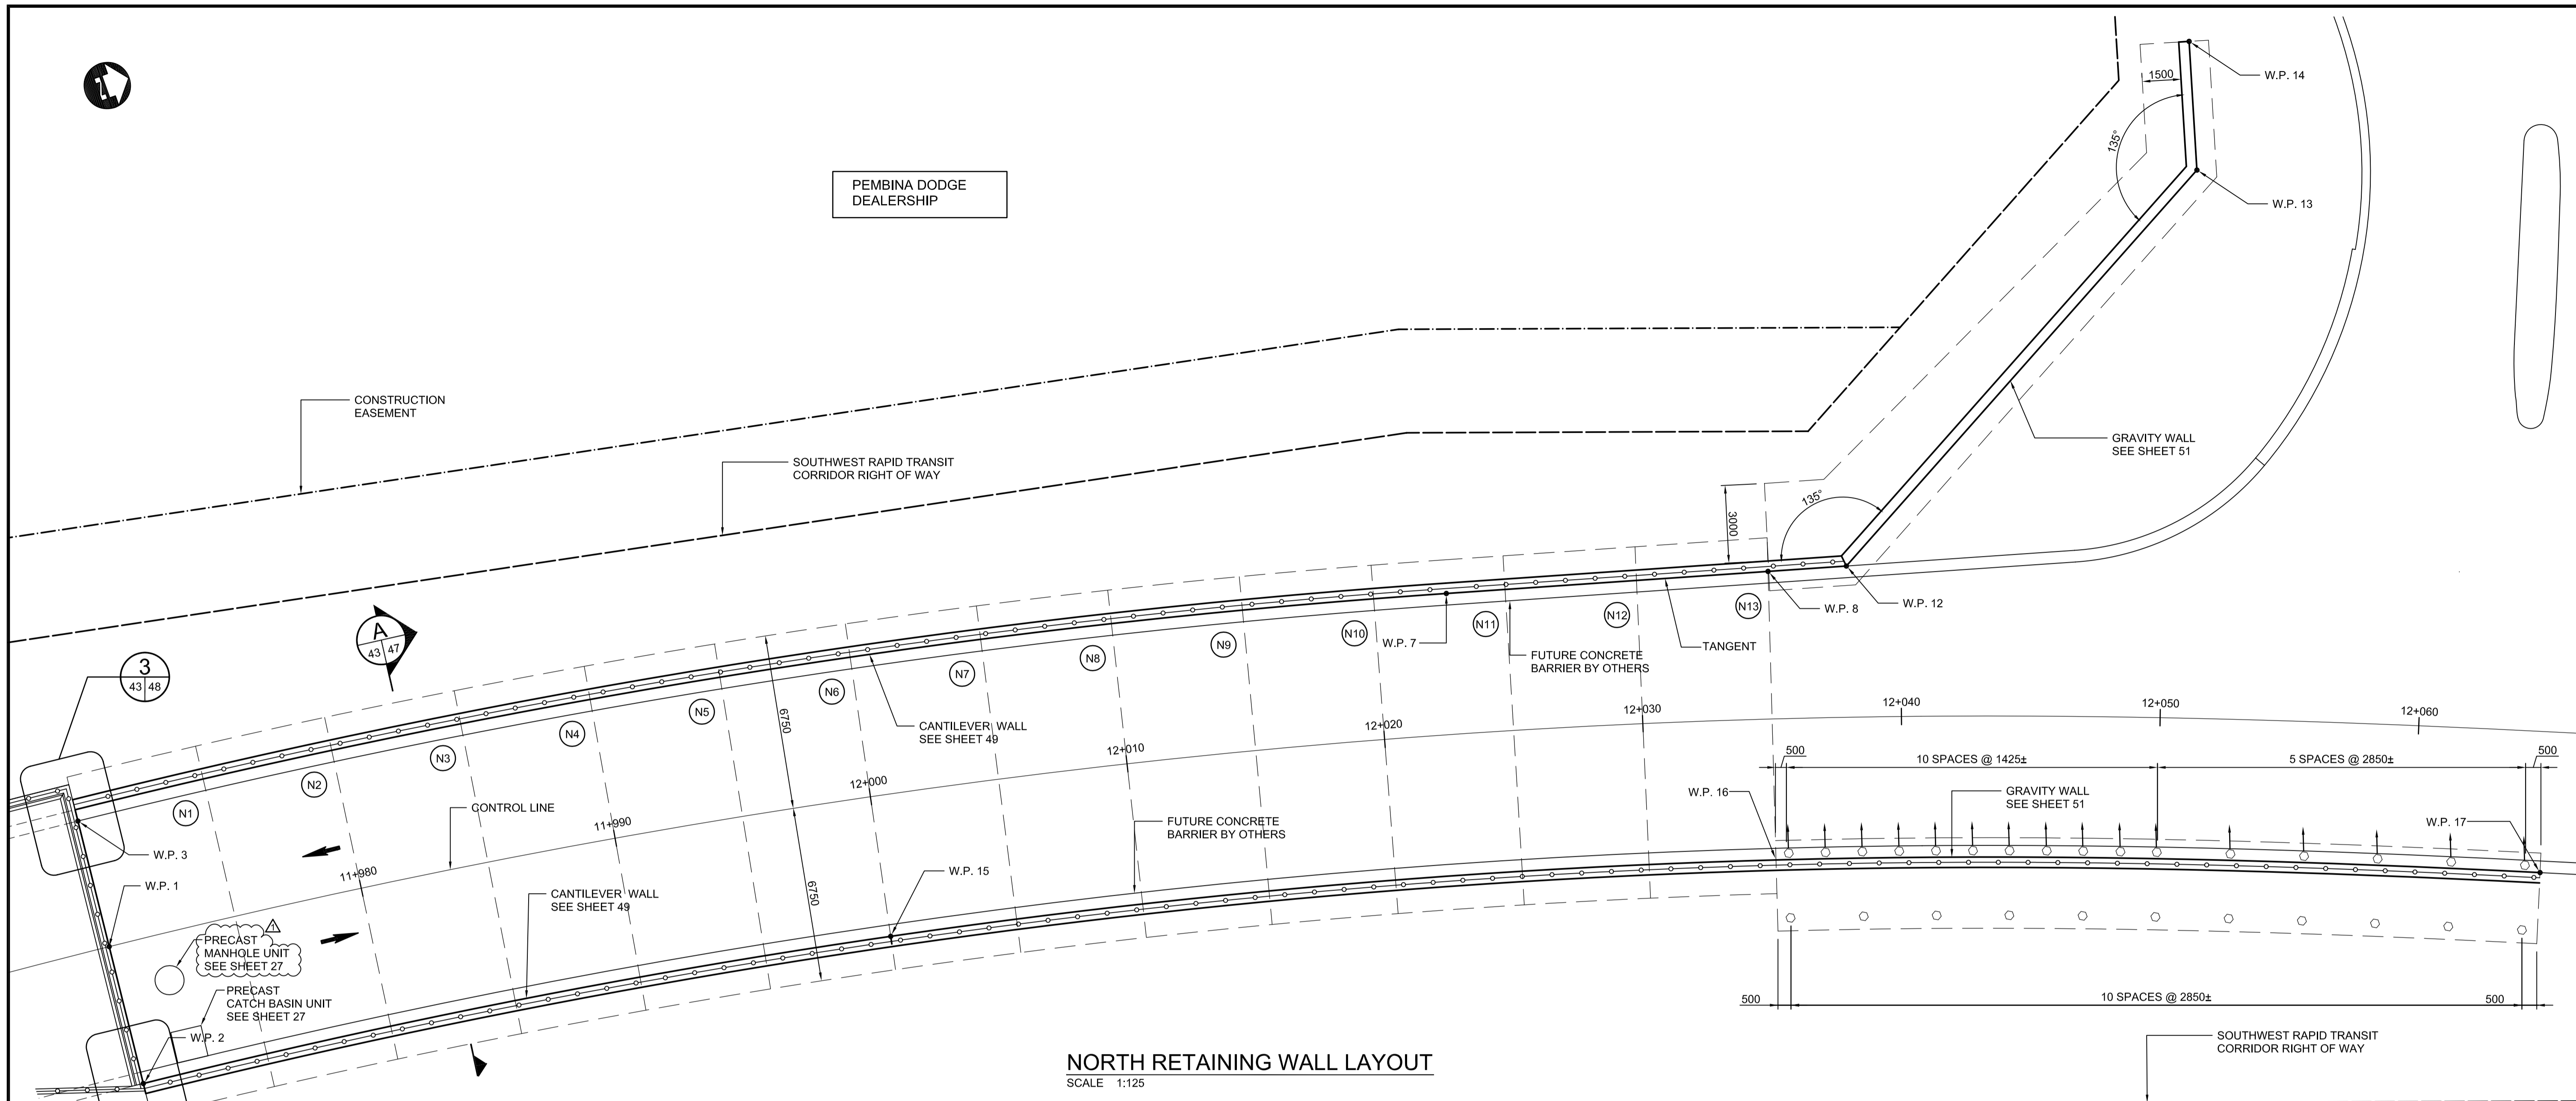 W.P. 14
1500
135°
PEMBINA DODGE
DEALERSHIP
W.P. 13
CONSTRUCTION
EASEMENT
GRAVITY WALL
SEE SHEET 51
SOUTHWEST RAPID TRANSIT
CORRIDOR RIGHT OF WAY
3000
135°
A
43 47
N13
W.P. 8
W.P. 12
N12
N11
N10
W.P. 7
N9
N8
N7
N6
N5
N4
N3
N2
N1
TANGENT
FUTURE CONCRETE
BARRIER BY OTHERS
3
43 48
6750
CANTILEVER WALL
SEE SHEET 49
12+060
12+050
12+040
12+030
12+020
12+010
12+000
11+990
11+980
500
10 SPACES @ 1425±
5 SPACES @ 2850±
500
W.P. 16
GRAVITY WALL
SEE SHEET 51
CONTROL LINE
FUTURE CONCRETE
BARRIER BY OTHERS
W.P. 17
W.P. 3
W.P. 1
W.P. 15
6750
CANTILEVER WALL
SEE SHEET 49
1
PRECAST
MANHOLE UNIT
SEE SHEET 27
PRECAST
CATCH BASIN UNIT
SEE SHEET 27
W.P. 2
500
10 SPACES @ 2850±
500
SOUTHWEST RAPID TRANSIT
CORRIDOR RIGHT OF WAY
NORTH RETAINING WALL LAYOUT
SCALE 1:125